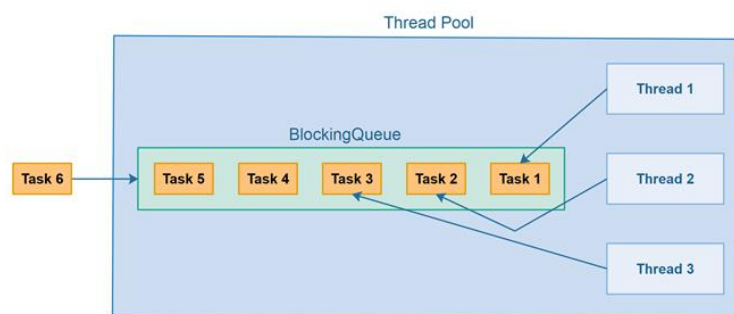 Thread Pool
Thread 1
BlockingQueue
Task 6
Task 5
Task 4
Task 3
Task 2
Task 1
Thread 2
Thread 3